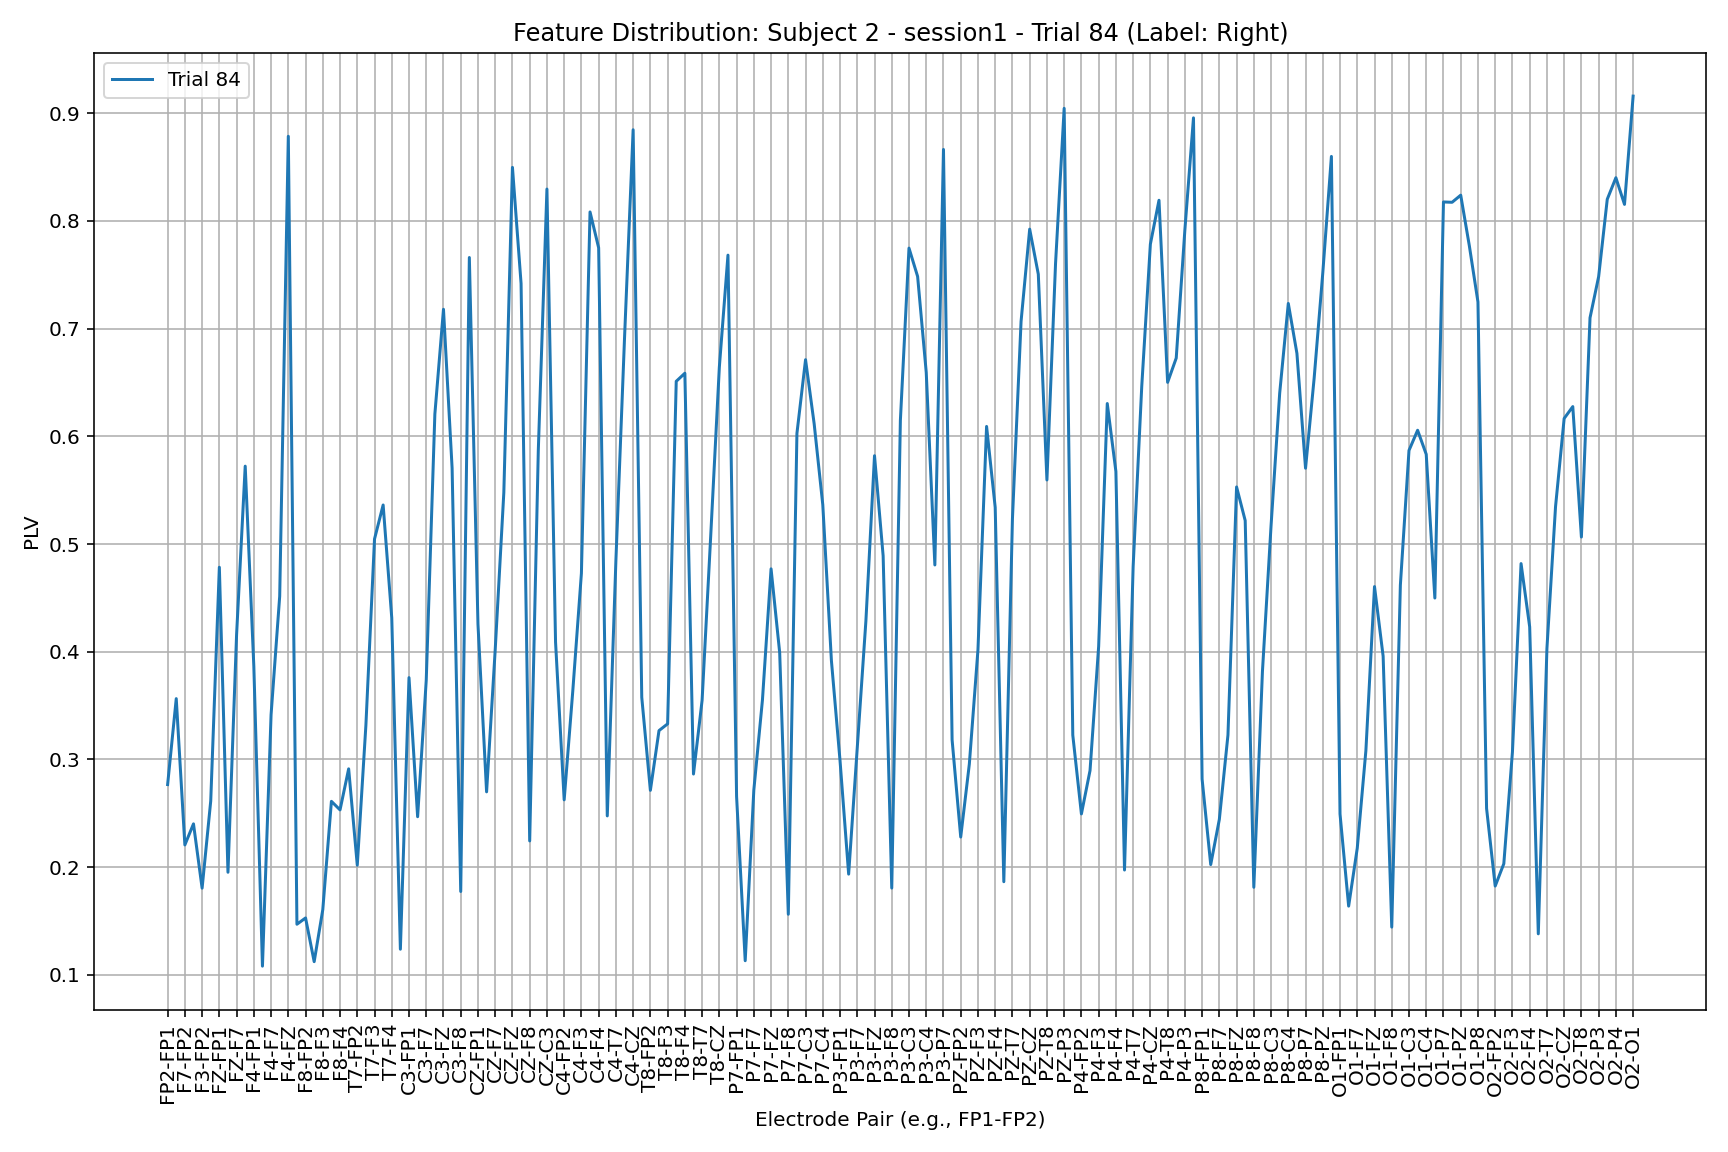 Feature Distribution: Subject 2 - session1 - Trial 84 (Label: Right)
Trial 84
0.9
0.8
0.7
0.6
0.5
0.4
0.3
0.2
0.1
PLV
FP2-FP1
F7-FP2
F3-FP2
FZ-FP1
FZ-F7
F4-FP1
F4-F7
F4-FZ
F8-FP2
F8-F3
F8-F4
T7-FP2
T7-F3
T7-F4
C3-FP1
C3-F7
C3-FZ
C3-F8
CZ-FP1
CZ-F7
CZ-FZ
CZ-F8
CZ-C3
C4-FP2
C4-F3
C4-F4
C4-T7
C4-CZ
T8-FP2
T8-F3
T8-F4
T8-T7
T8-CZ
P7-FP1
P7-F7
P7-FZ
P7-F8
P7-C3
P7-C4
P3-FP1
P3-F7
P3-FZ
P3-F8
P3-C3
P3-C4
P3-P7
PZ-FP2
PZ-F3
PZ-F4
PZ-T7
PZ-CZ
PZ-T8
PZ-P3
P4-FP2
P4-F3
P4-F4
P4-T7
P4-CZ
P4-T8
P4-P3
P8-FP1
P8-F7
P8-FZ
P8-F8
P8-C3
P8-C4
P8-P7
P8-PZ
O1-FP1
O1-F7
O1-FZ
O1-F8
O1-C3
O1-C4
O1-P7
O1-PZ
O1-P8
O2-FP2
O2-F3
O2-F4
O2-T7
O2-CZ
O2-T8
O2-P3
O2-P4
O2-O1
Electrode Pair (e.g., FP1-FP2)